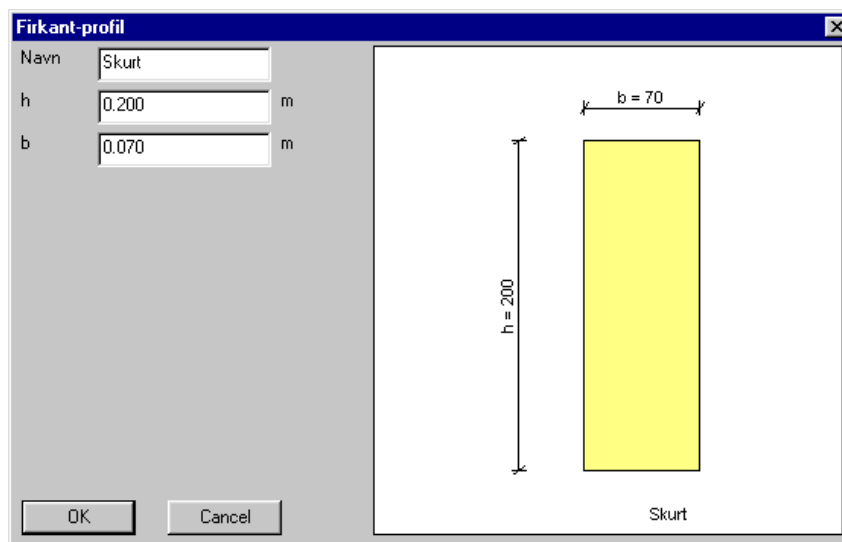 Firkant-profil
Navn Skurt
h 0.200 m
b 0.070 m
b = 70
h = 200
Skurt
OK Cancel